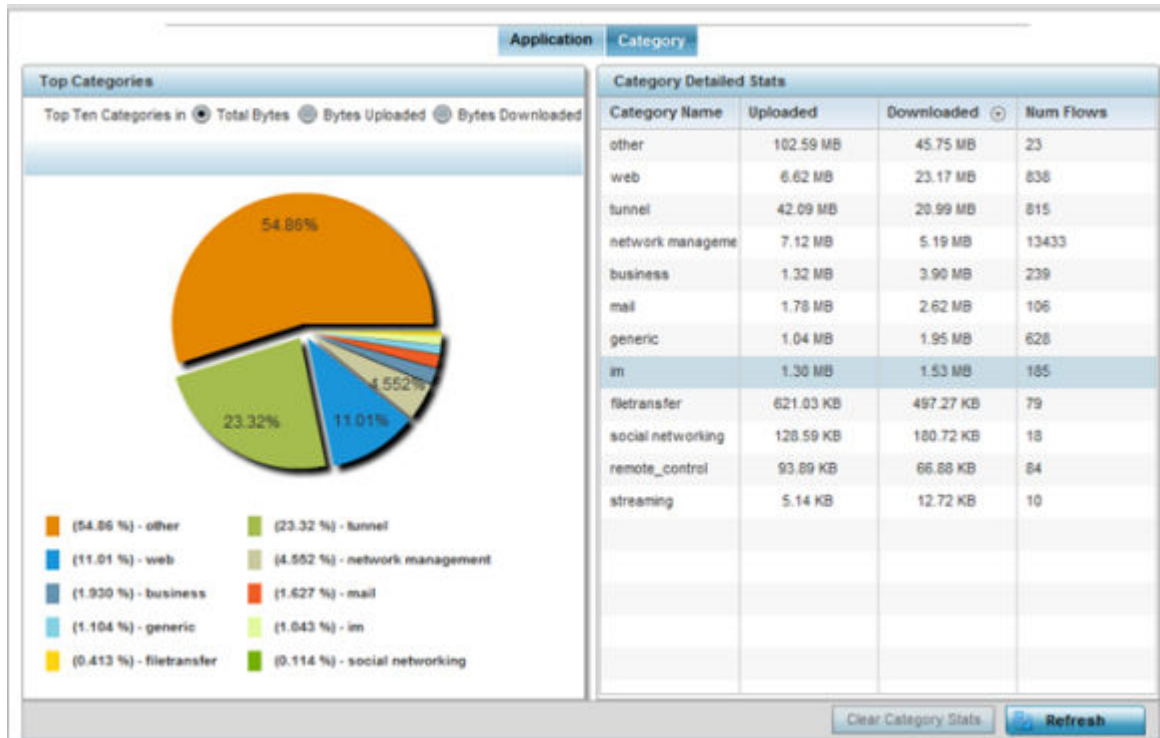 Application Category
Top Categories
Top Ten Categories in Total Bytes Bytes Uploaded Bytes Downloaded
54.86%
4.552%
23.32%
11.01%
(54.86 %) - other (23.32 %) - tunnel
(11.01 %) - web (4.552 %) - network management
(1.930 %) - business (1.627 %) - mail
(1.104 %) - generic (1.043 %) - im
(0.413 %) - filetransfer (0.114 %) - social networking
Category Detailed Stats
Category Name Uploaded Downloaded Num Flows
other 102.59 MB 45.75 MB 23
web 6.62 MB 23.17 MB 838
tunnel 42.09 MB 20.99 MB 815
network manageme 7.12 MB 5.19 MB 13433
business 1.32 MB 3.90 MB 239
mail 1.78 MB 2.62 MB 106
generic 1.04 MB 1.95 MB 628
im 1.30 MB 1.53 MB 185
filetransfer 621.03 KB 497.27 KB 79
social networking 128.59 KB 180.72 KB 18
remote_control 93.89 KB 66.88 KB 84
streaming 5.14 KB 12.72 KB 10
Clear Category Stats Refresh